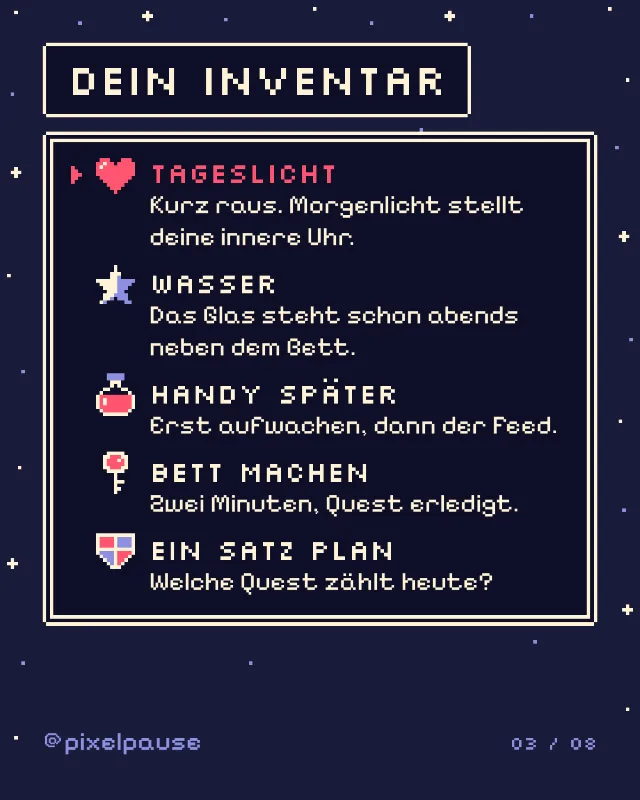 DEIN INVENTAR
TAGESLICHT
Kurz raus. Morgenlicht stellt
deine innere Uhr.
WASSER
Das Glas steht schon abends
neben dem Bett.
HANDY SPÄTER
Erst aufwachen, dann der Feed.
BETT MACHEN
Zwei Minuten, Quest erledigt.
EIN SATZ PLAN
Welche Quest zählt heute?
@pixelpause
03 / 08